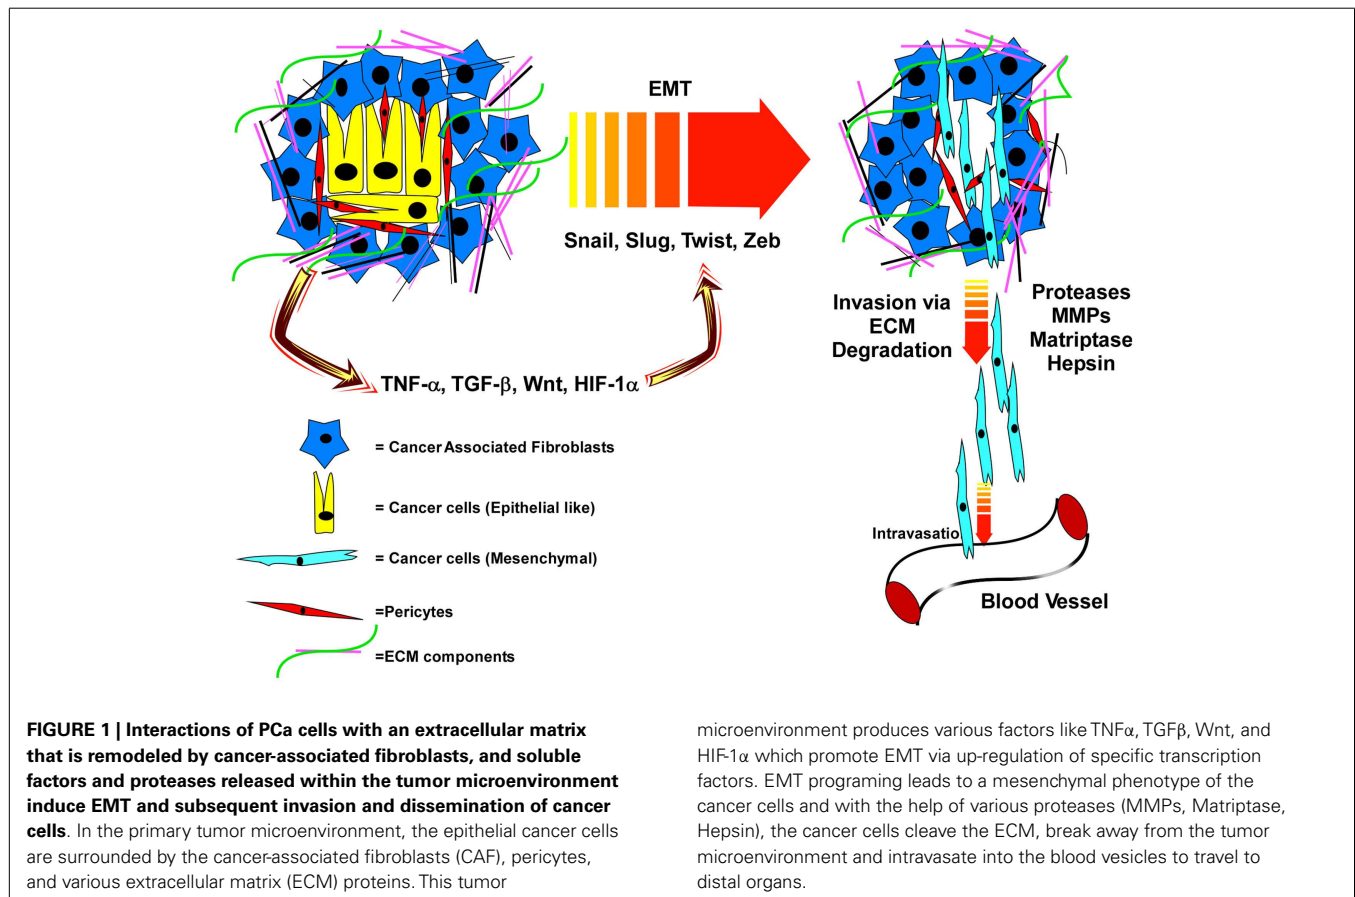 EMT
Snail, Slug, Twist, Zeb
TNF-α, TGF-β, Wnt, HIF-1α
Invasion via
ECM
Degradation
Proteases
MMPs
Matriptase
Hepsin
Intravasatio
Blood Vessel
= Cancer Associated Fibroblasts
= Cancer cells (Epithelial like)
= Cancer cells (Mesenchymal)
=Pericytes
=ECM components
FIGURE 1 | Interactions of PCa cells with an extracellular matrix
that is remodeled by cancer-associated fibroblasts, and soluble
factors and proteases released within the tumor microenvironment
induce EMT and subsequent invasion and dissemination of cancer
cells. In the primary tumor microenvironment, the epithelial cancer cells
are surrounded by the cancer-associated fibroblasts (CAF), pericytes,
and various extracellular matrix (ECM) proteins. This tumor
microenvironment produces various factors like TNFα, TGFβ, Wnt, and
HIF-1α which promote EMT via up-regulation of specific transcription
factors. EMT programing leads to a mesenchymal phenotype of the
cancer cells and with the help of various proteases (MMPs, Matriptase,
Hepsin), the cancer cells cleave the ECM, break away from the tumor
microenvironment and intravasate into the blood vesicles to travel to
distal organs.